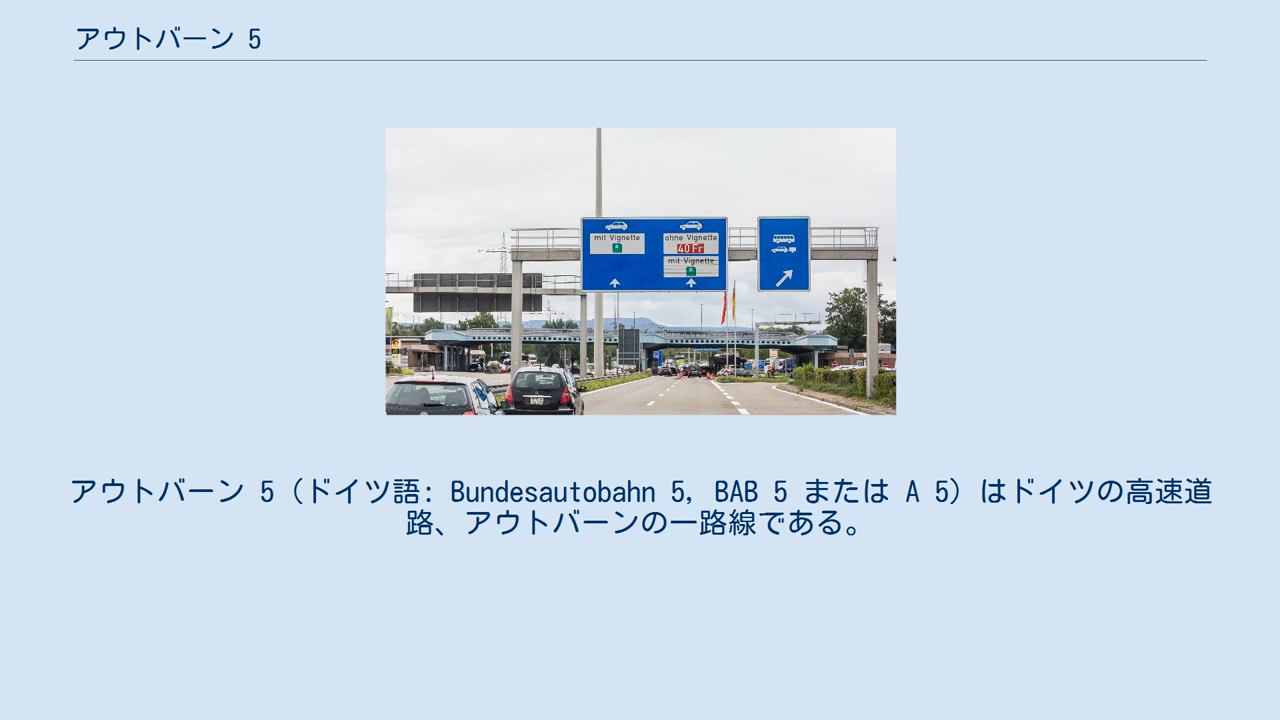 アウトバーン 5
mit Vignette
ohne Vignette
40 Fr
mit Vignette
アウトバーン 5（ドイツ語: Bundesautobahn 5, BAB 5 または A 5）はドイツの高速道
路、アウトバーンの一路線である。